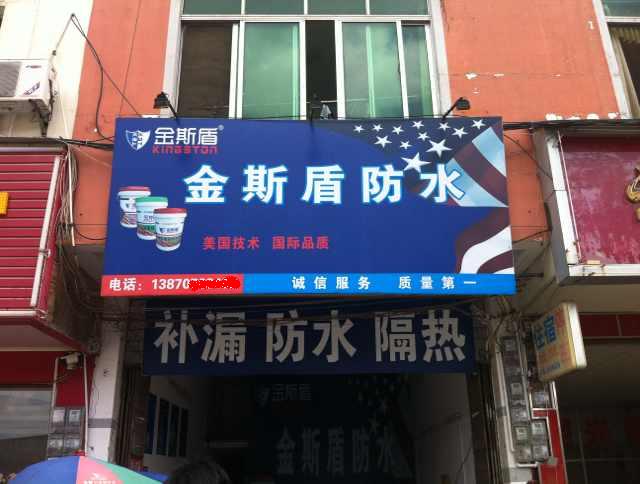 金斯盾®
KINGSTON
金斯盾防水
美国技术 国际品质
电话：13870
诚信服务 质量第一
补漏 防水 隔热
住宿
金斯盾
金斯盾防水